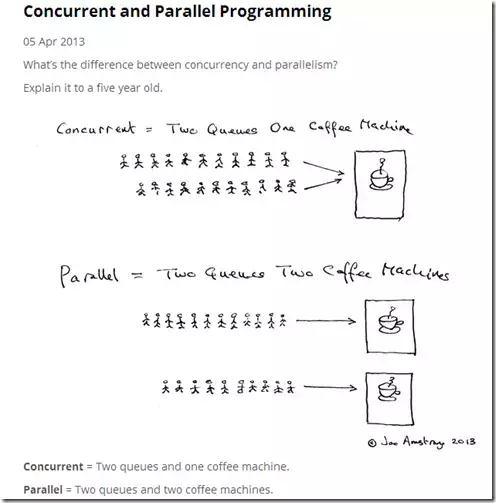 Concurrent and Parallel Programming
05 Apr 2013
What's the difference between concurrency and parallelism?
Explain it to a five year old.
Concurrent = Two Queues One Coffee Machine
Parallel = Two Queues Two Coffee Machines
© Joe Armstrong 2013
Concurrent = Two queues and one coffee machine.
Parallel = Two queues and two coffee machines.